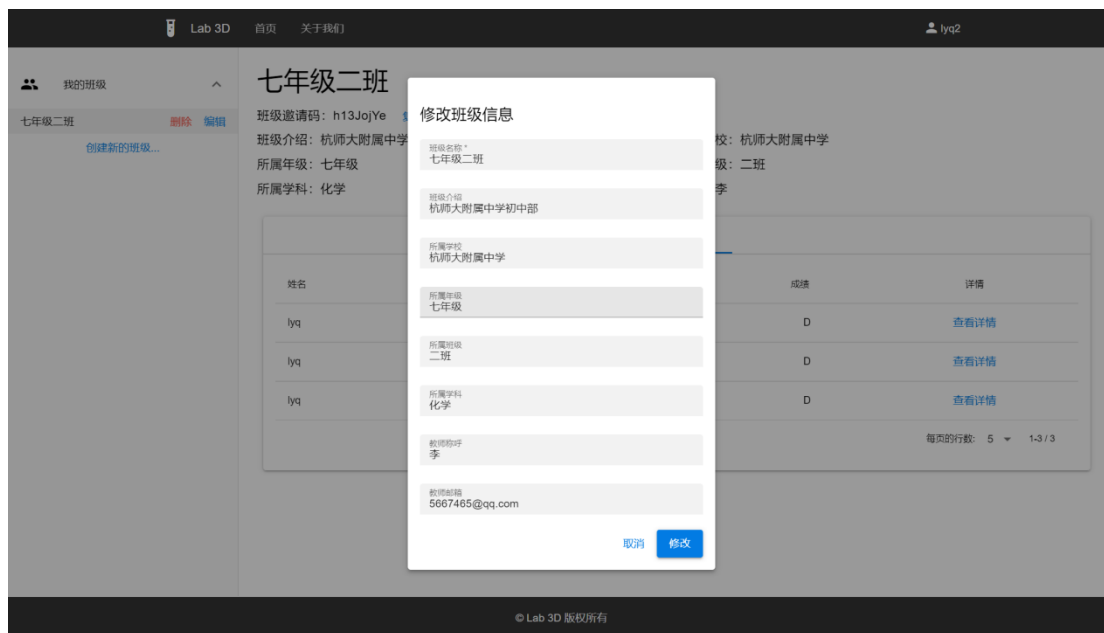 Lab 3D 首页 关于我们 lyq2
我的班级
七年级二班 删除 编辑
创建新的班级...
七年级二班
班级邀请码：h13JojYe
班级介绍：杭师大附属中学 校：杭师大附属中学
所属年级：七年级 级：二班
所属学科：化学 李
姓名 成绩 详情
lyq D 查看详情
lyq D 查看详情
lyq D 查看详情
每页的行数: 5 1-3 / 3
修改班级信息
班级名称 *
七年级二班
班级介绍
杭师大附属中学初中部
所属学校
杭师大附属中学
所属年级
七年级
所属班级
二班
所属学科
化学
教师称呼
李
教师邮箱
5667465@qq.com
取消 修改
© Lab 3D 版权所有